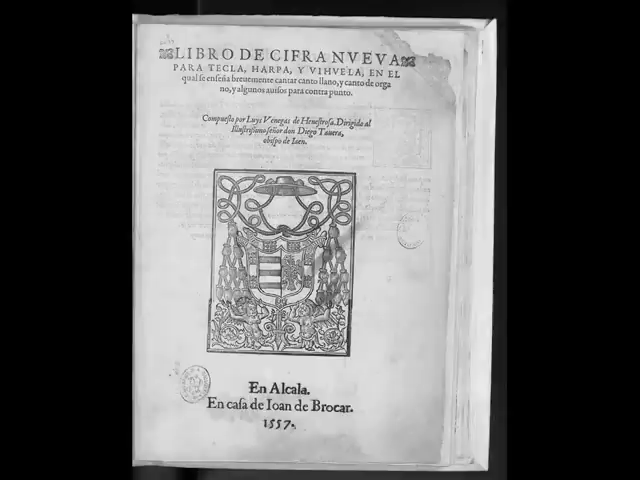 LIBRO DE CIFRA NVEVA
PARA TECLA, HARPA, Y VIHVELA, EN EL
qual se enseña breuemente cantar canto llano, y canto de orga
no, y algunos auisos para contra punto.
Compuesto por Luys Venegas de Henestrosa. Dirigido al
Illustrissimo señor don Diego Tauera,
obispo de Iaen.
En Alcala.
En casa de Ioan de Brocar.
1557.